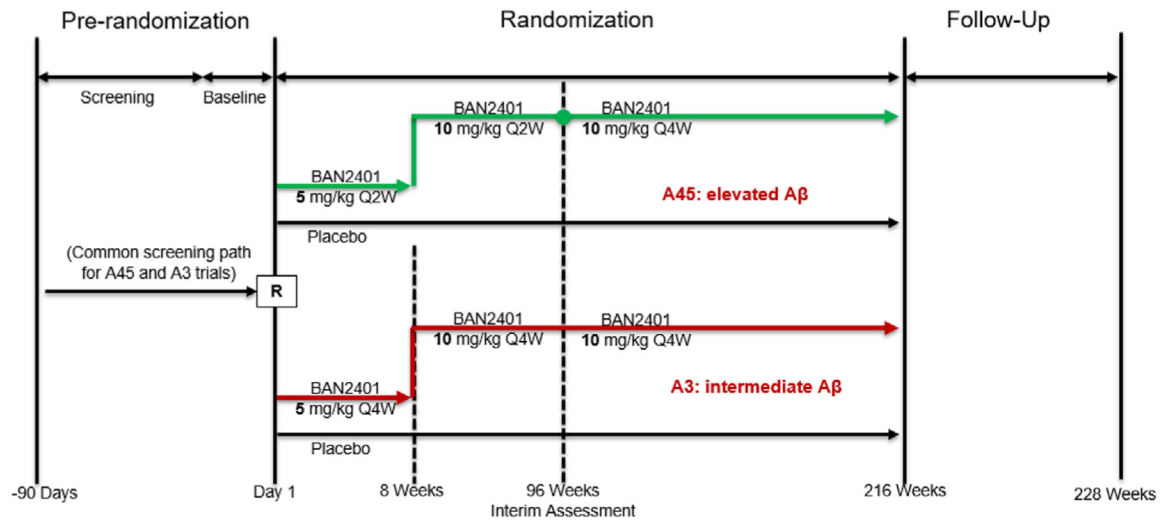 Pre-randomization
Randomization
Follow-Up
Screening
Baseline
BAN2401
10 mg/kg Q2W
BAN2401
10 mg/kg Q4W
BAN2401
5 mg/kg Q2W
A45: elevated Aβ
Placebo
(Common screening path
for A45 and A3 trials)
R
BAN2401
10 mg/kg Q4W
BAN2401
10 mg/kg Q4W
BAN2401
5 mg/kg Q4W
A3: intermediate Aβ
Placebo
-90 Days
Day 1
8 Weeks
96 Weeks
Interim Assessment
216 Weeks
228 Weeks